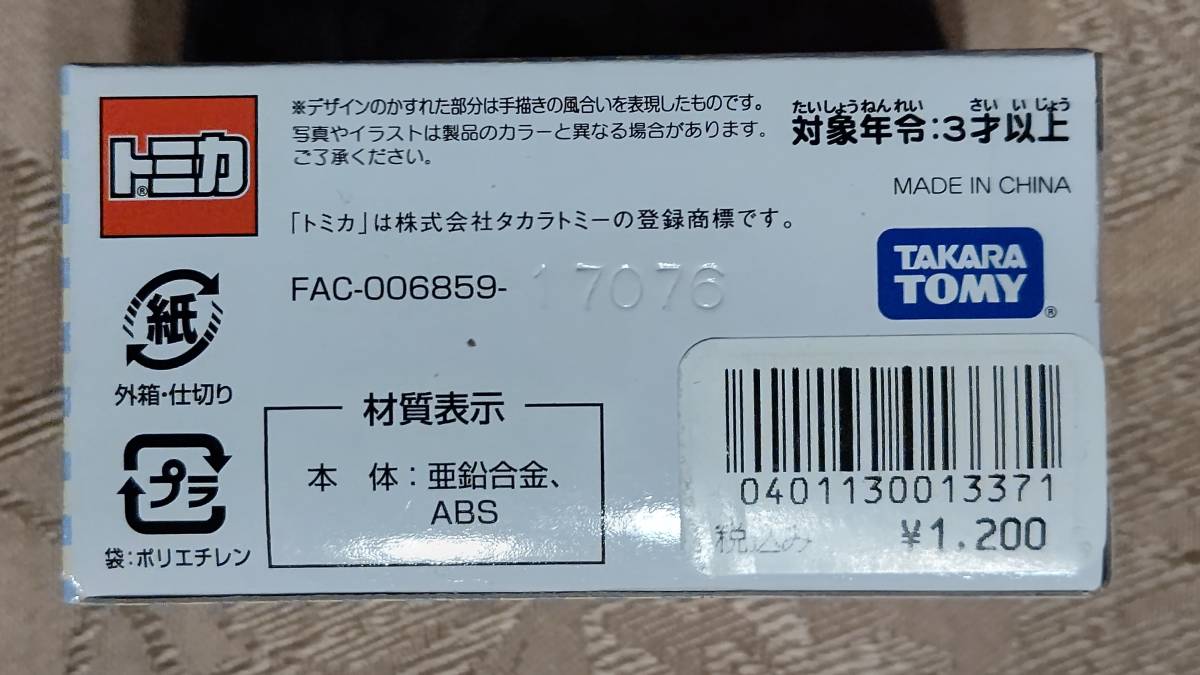 トミカ®
※デザインのかすれた部分は手描きの風合いを表現したものです。
写真やイラストは製品のカラーと異なる場合があります。
ご了承ください。
たいしょうねんれい さい いじょう
対象年令:3才以上
MADE IN CHINA
「トミカ」は株式会社タカラトミーの登録商標です。
TAKARA
TOMY®
FAC-006859-17076
紙
外箱・仕切り
プラ
袋:ポリエチレン
材質表示
本 体:亜鉛合金、
ABS
0401130013371
税込み ¥1.200